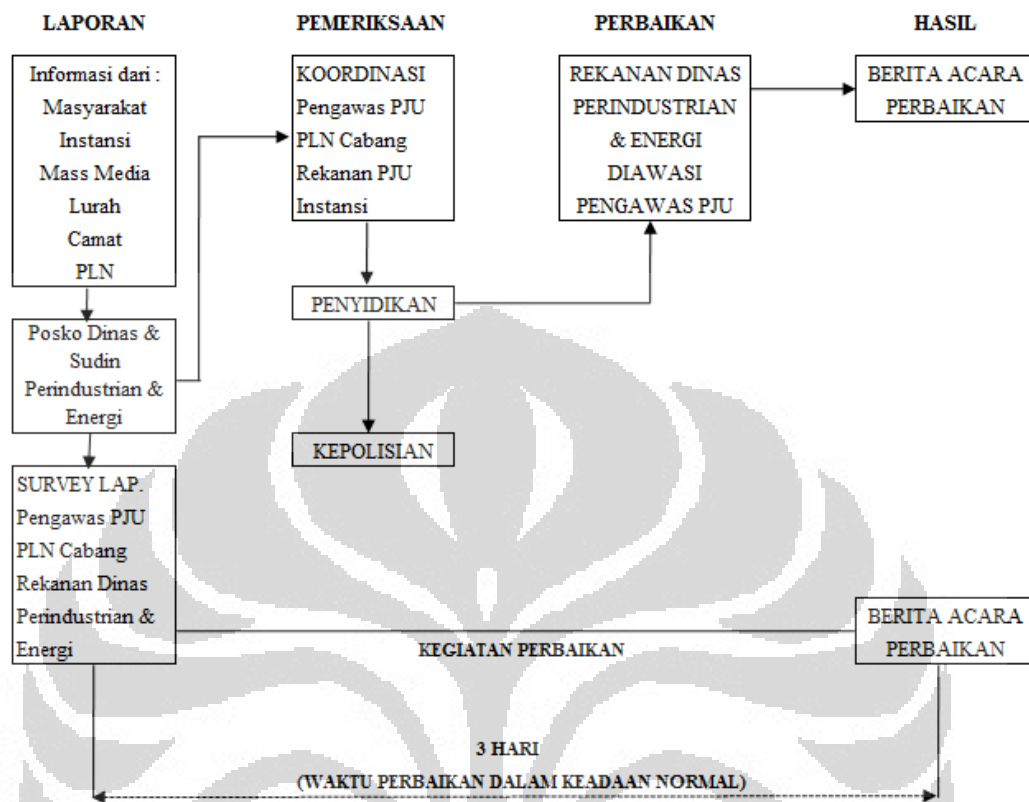 LAPORAN
PEMERIKSAAN
PERBAIKAN
HASIL
Informasi dari :
Masyarakat
Instansi
Mass Media
Lurah
Camat
PLN
Posko Dinas &
Sudin
Perindustrian &
Energi
SURVEY LAP.
Pengawas PJU
PLN Cabang
Rekanan Dinas
Perindustrian &
Energi
KOORDINASI
Pengawas PJU
PLN Cabang
Rekanan PJU
Instansi
PENYIDIKAN
KEPOLISIAN
REKANAN DINAS
PERINDUSTRIAN
& ENERGI
DIAWASI
PENGAWAS PJU
BERITA ACARA
PERBAIKAN
KEGIATAN PERBAIKAN
BERITA ACARA
PERBAIKAN
3 HARI
(WAKTU PERBAIKAN DALAM KEADAAN NORMAL)